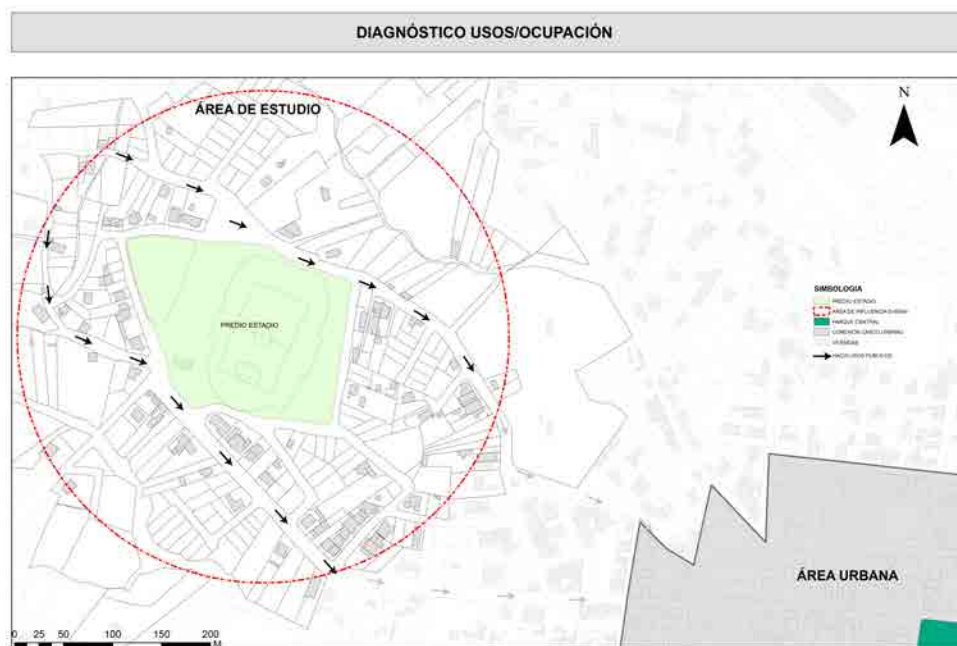 DIAGNÓSTICO USOS/OCUPACIÓN
ÁREA DE ESTUDIO
N
PREDIO ESTADIO
SIMBOLOGIA
PREDIO ESTADIO
PARQUE CENTRAL
VIVIENDAS
ÁREA URBANA
0 25 50 100 150 200
M